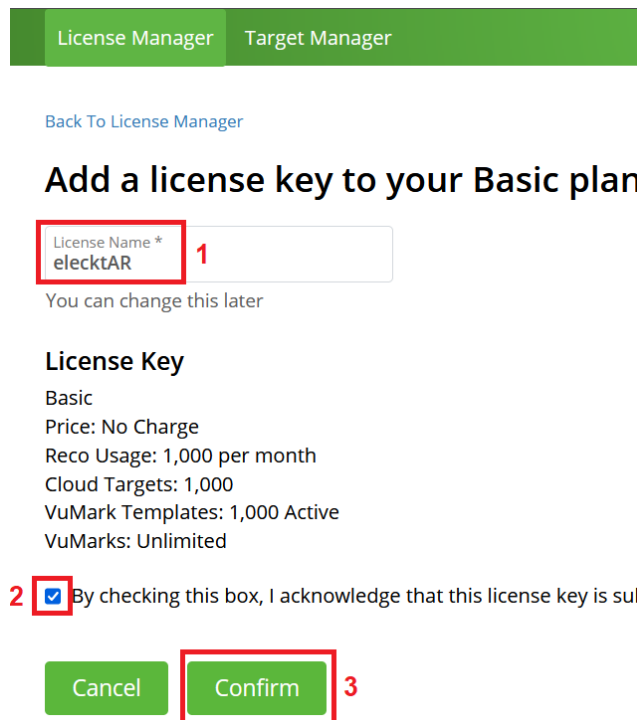 License Manager Target Manager
Back To License Manager
Add a license key to your Basic plan
License Name *
elecktAR
1
You can change this later
License Key
Basic
Price: No Charge
Reco Usage: 1,000 per month
Cloud Targets: 1,000
VuMark Templates: 1,000 Active
VuMarks: Unlimited
2 By checking this box, I acknowledge that this license key is
Cancel Confirm 3